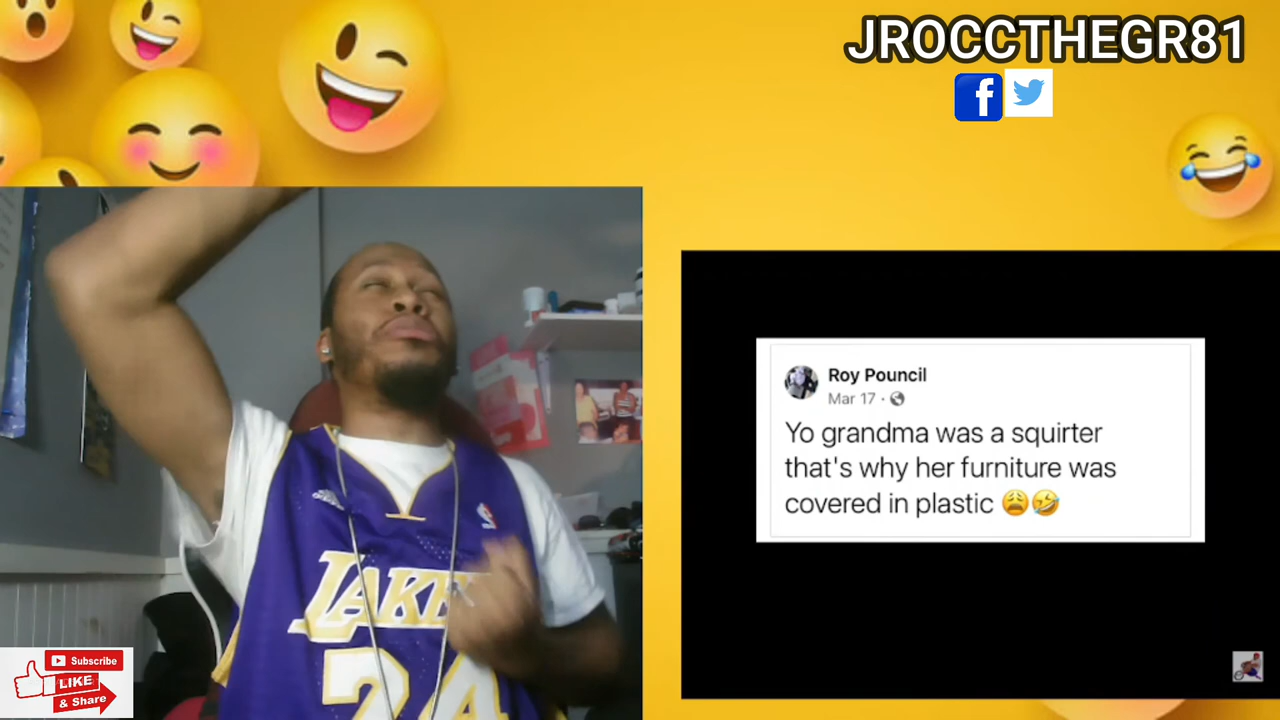 JROCCTHEGR81
f
Roy Pouncil
Mar 17 ·
Yo grandma was a squirter
that's why her furniture was
covered in plastic 😩🤣
LAKE
24
Subscribe
LIKE
& Share